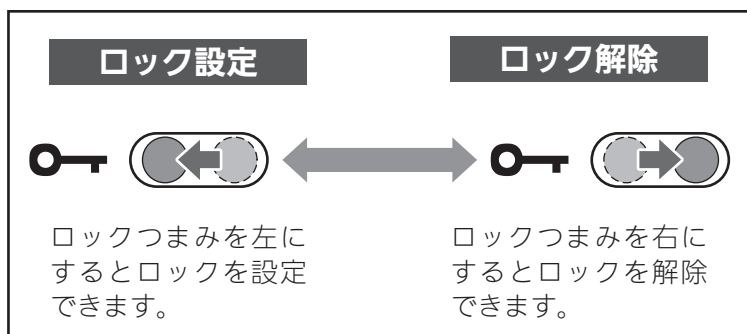 ロック設定
ロックつまみを左に
するとロックを設定
できます。
ロック解除
ロックつまみを右に
するとロックを解除
できます。